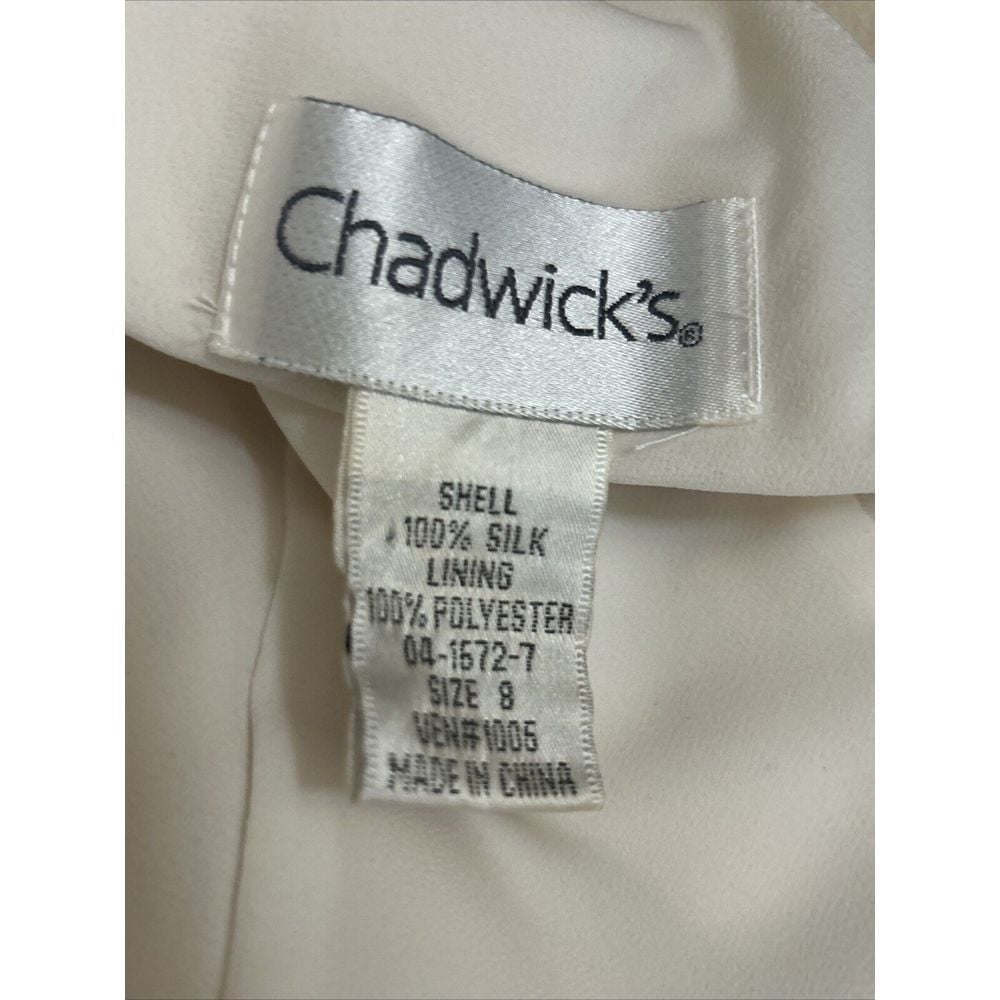 Chadwick's®
SHELL
100% SILK
LINING
100% POLYESTER
04-1672-7
SIZE 8
VEN#1005
MADE IN CHINA